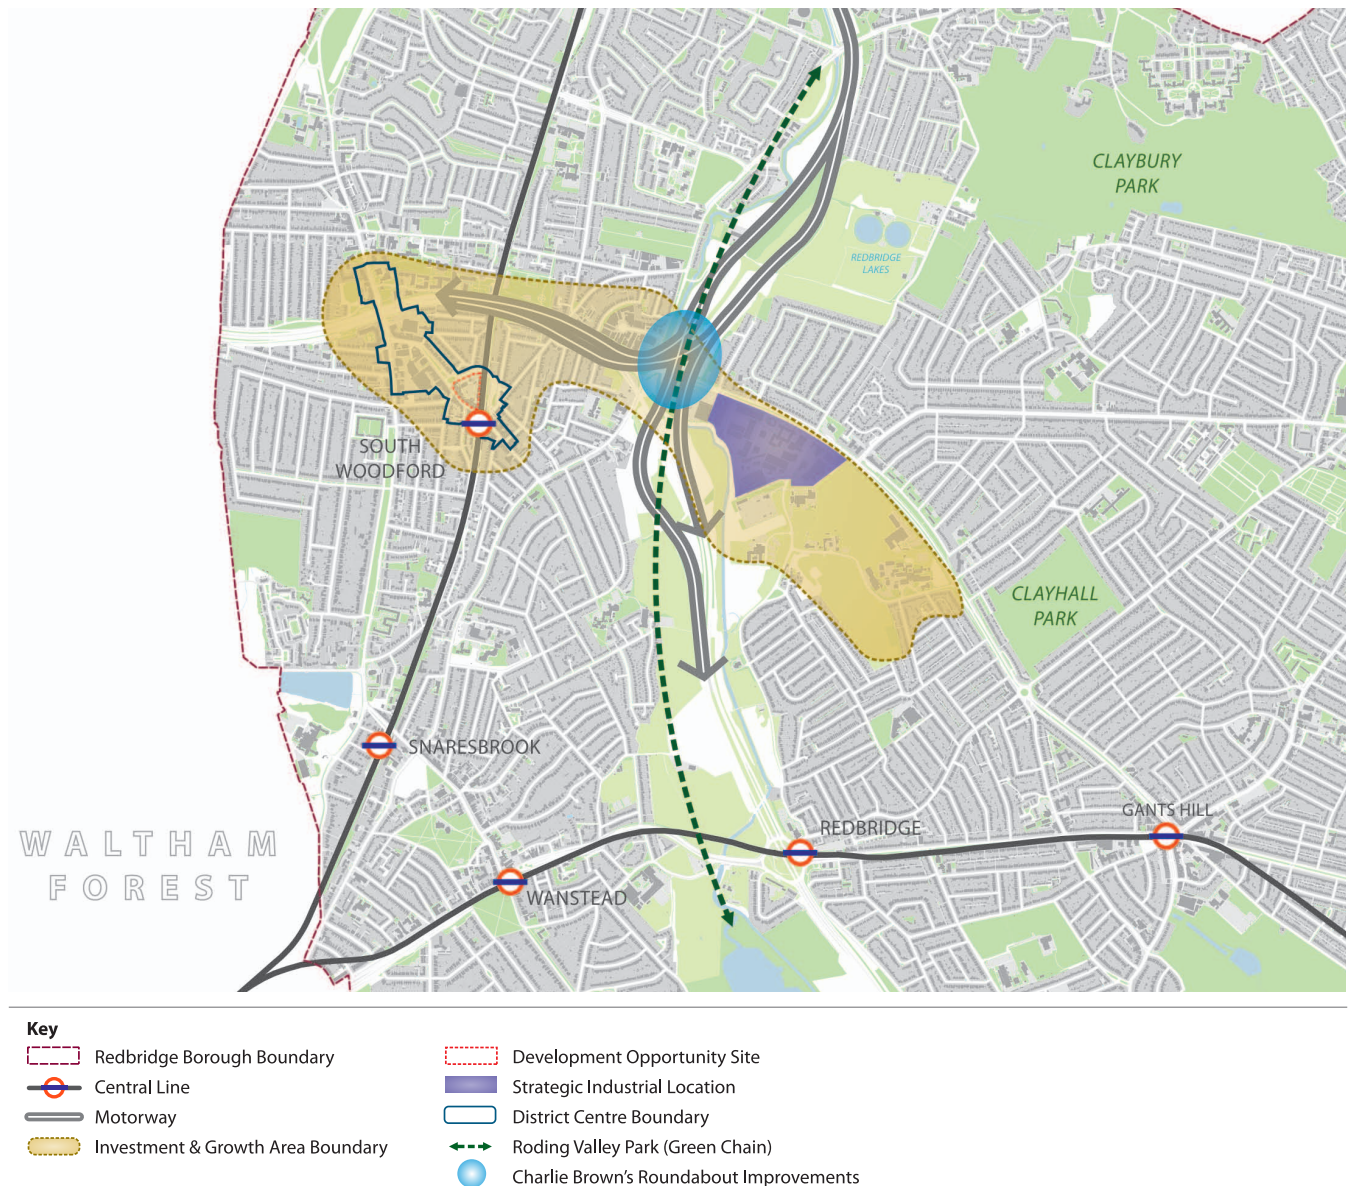 CLAYBURY
PARK
REDBRIDGE
LAKES
SOUTH
WOODFORD
CLAYHALL
PARK
SNARESBROOK
GANTS HILL
REDBRIDGE
WALTHAM
FOREST
WANSTEAD
Key
Redbridge Borough Boundary
Central Line
Motorway
Investment & Growth Area Boundary
Development Opportunity Site
Strategic Industrial Location
District Centre Boundary
Roding Valley Park (Green Chain)
Charlie Brown's Roundabout Improvements